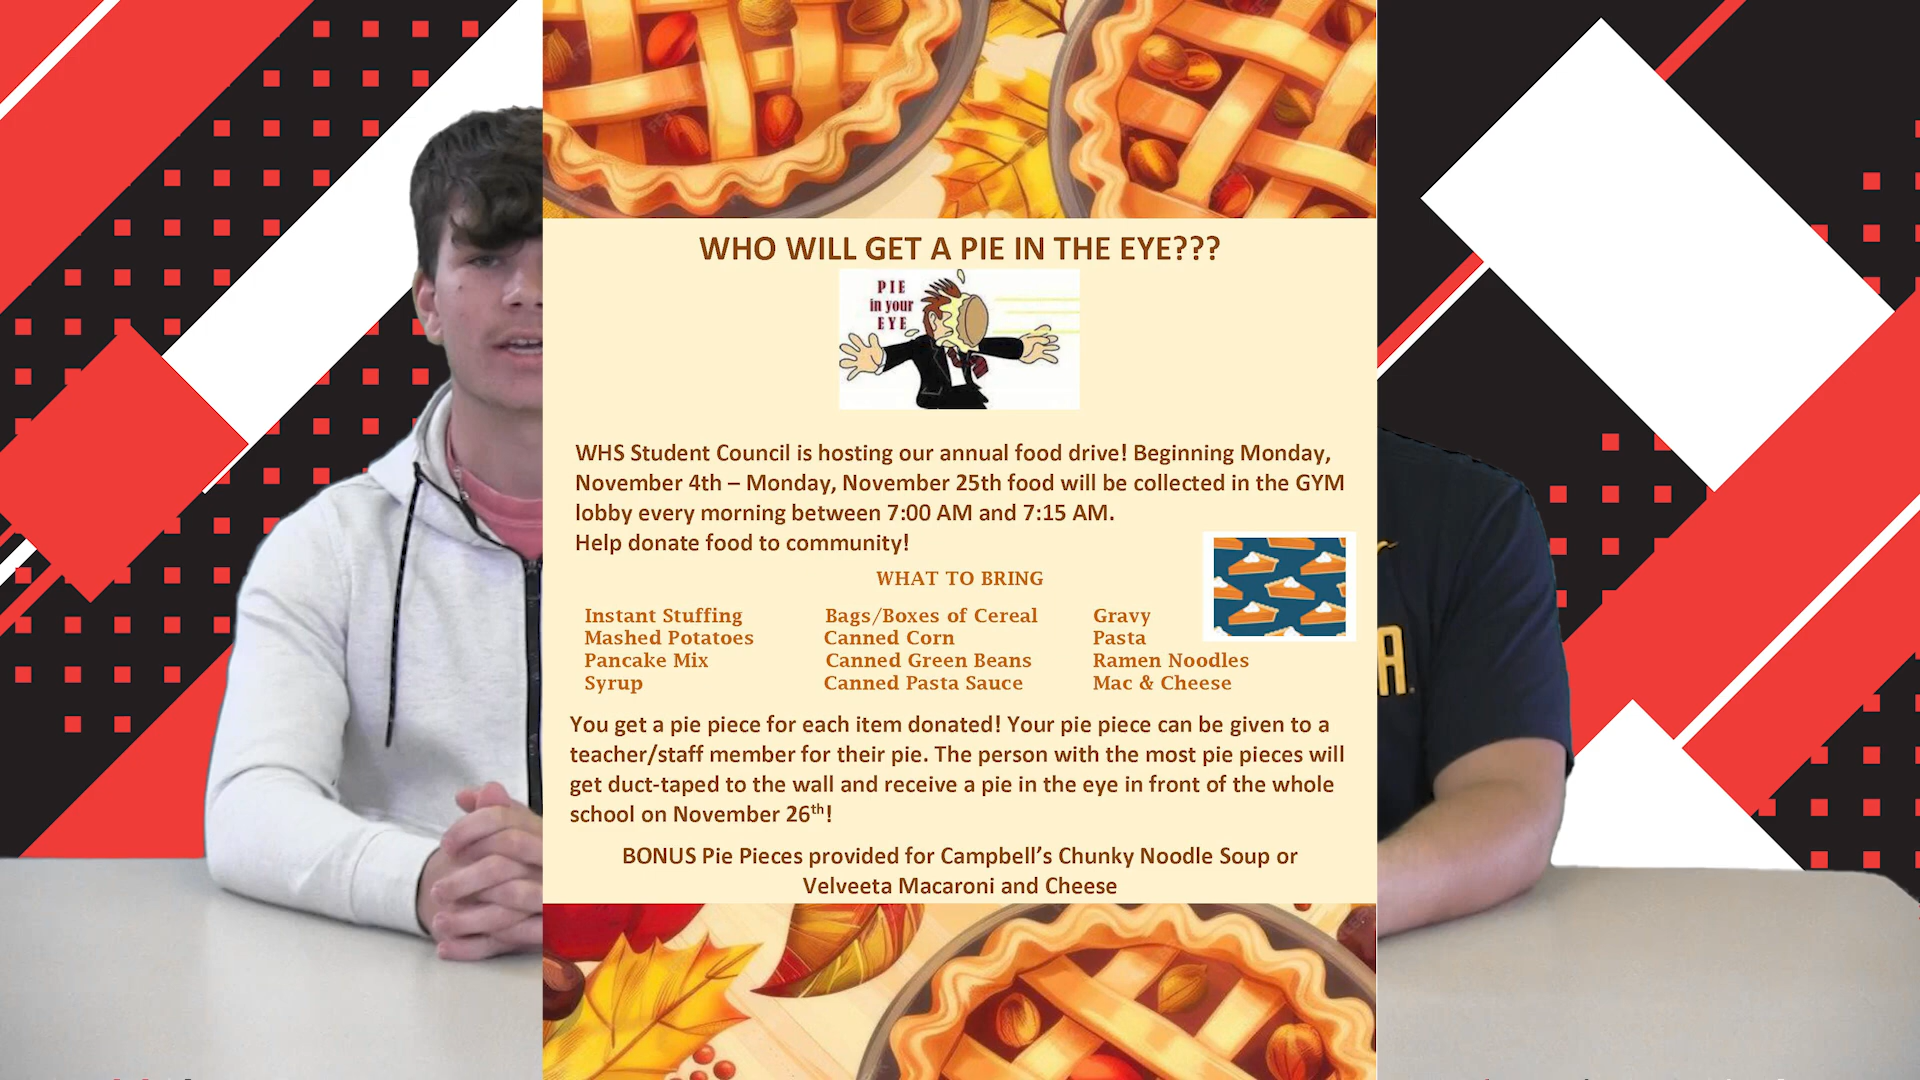 WHO WILL GET A PIE IN THE EYE???
PIE
in your
EYE
WHS Student Council is hosting our annual food drive! Beginning Monday,
November 4th – Monday, November 25th food will be collected in the GYM
lobby every morning between 7:00 AM and 7:15 AM.
Help donate food to community!
WHAT TO BRING
Instant Stuffing Bags/Boxes of Cereal Gravy
Mashed Potatoes Canned Corn Pasta
Pancake Mix Canned Green Beans Ramen Noodles
Syrup Canned Pasta Sauce Mac & Cheese
You get a pie piece for each item donated! Your pie piece can be given to a
teacher/staff member for their pie. The person with the most pie pieces will
get duct-taped to the wall and receive a pie in the eye in front of the whole
school on November 26th!
BONUS Pie Pieces provided for Campbell's Chunky Noodle Soup or
Velveeta Macaroni and Cheese
A